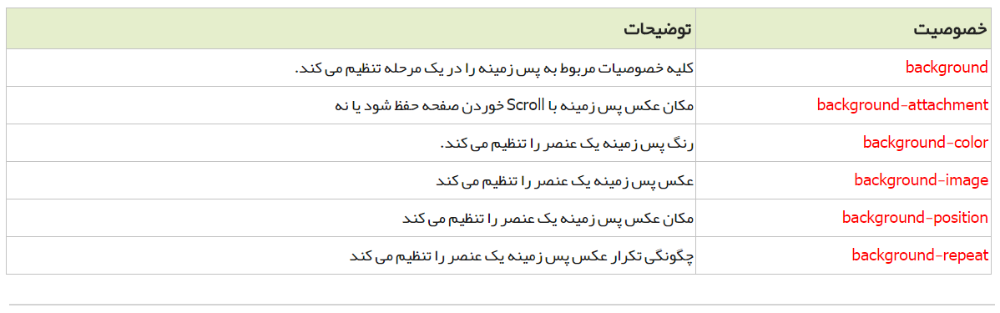 خصوصیت توضیحات
background کلیه خصوصیات مربوط به پس زمینه را در یک مرحله تنظیم می کند.
background-attachment مکان عکس پس زمینه با Scroll خوردن صفحه حفظ شود یا نه
background-color رنگ پس زمینه یک عنصر را تنظیم می کند.
background-image عکس پس زمینه یک عنصر را تنظیم می کند
background-position مکان عکس پس زمینه یک عنصر را تنظیم می کند
background-repeat چگونگی تکرار عکس پس زمینه یک عنصر را تنظیم می کند